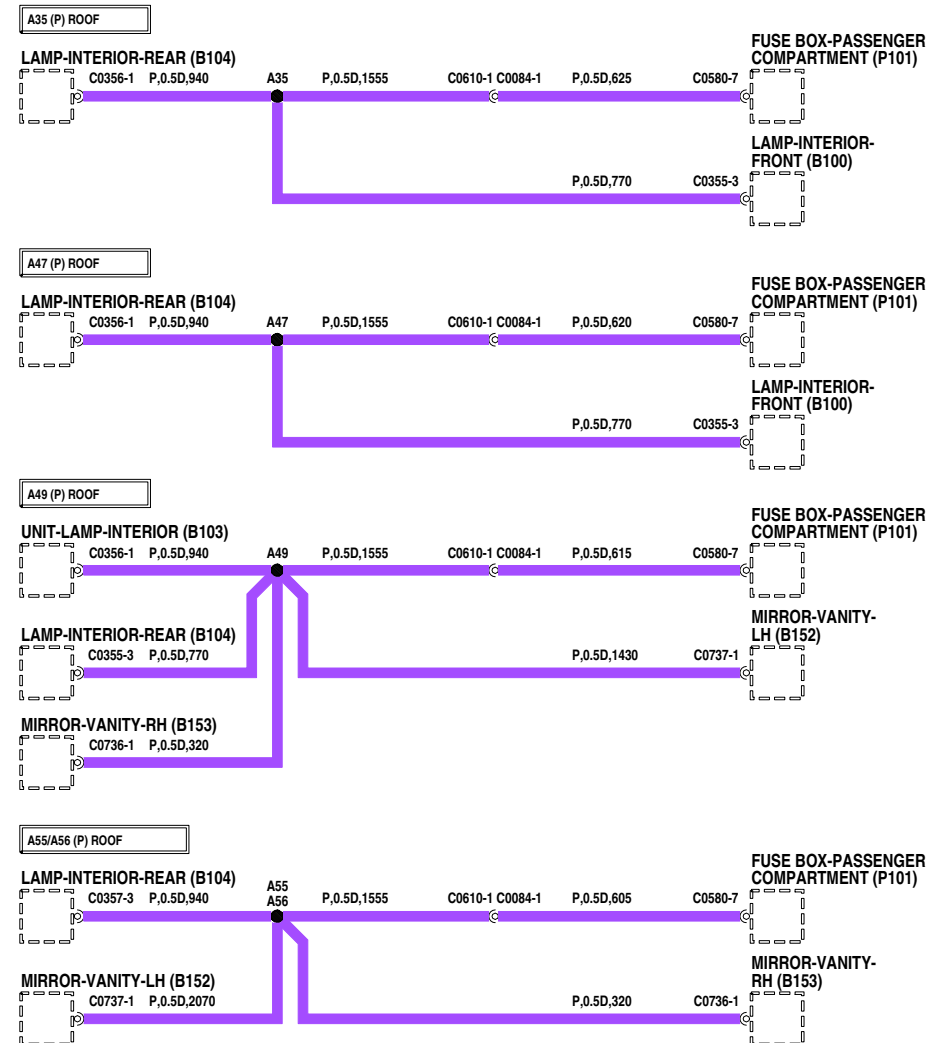 A35 (P) ROOF
LAMP-INTERIOR-REAR (B104)
FUSE BOX-PASSENGER
COMPARTMENT (P101)
C0356-1 P,0.5D,940 A35 P,0.5D,1555 C0610-1 C0084-1 P,0.5D,625 C0580-7
LAMP-INTERIOR-
FRONT (B100)
P,0.5D,770 C0355-3
A47 (P) ROOF
LAMP-INTERIOR-REAR (B104)
FUSE BOX-PASSENGER
COMPARTMENT (P101)
C0356-1 P,0.5D,940 A47 P,0.5D,1555 C0610-1 C0084-1 P,0.5D,620 C0580-7
LAMP-INTERIOR-
FRONT (B100)
P,0.5D,770 C0355-3
A49 (P) ROOF
UNIT-LAMP-INTERIOR (B103)
FUSE BOX-PASSENGER
COMPARTMENT (P101)
C0356-1 P,0.5D,940 A49 P,0.5D,1555 C0610-1 C0084-1 P,0.5D,615 C0580-7
LAMP-INTERIOR-REAR (B104)
MIRROR-VANITY-
LH (B152)
C0355-3 P,0.5D,770 P,0.5D,1430 C0737-1
MIRROR-VANITY-RH (B153)
C0736-1 P,0.5D,320
A55/A56 (P) ROOF
LAMP-INTERIOR-REAR (B104)
FUSE BOX-PASSENGER
COMPARTMENT (P101)
A55
C0357-3 P,0.5D,940 A56 P,0.5D,1555 C0610-1 C0084-1 P,0.5D,605 C0580-7
MIRROR-VANITY-LH (B152)
MIRROR-VANITY-
RH (B153)
C0737-1 P,0.5D,2070 P,0.5D,320 C0736-1